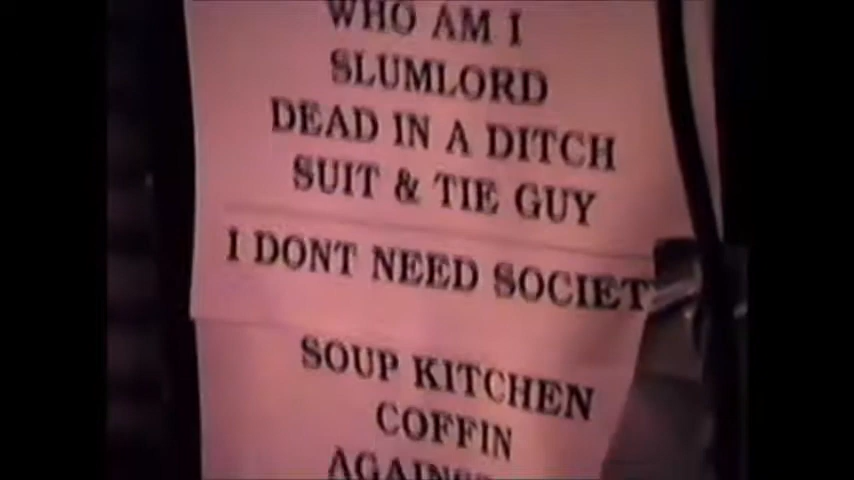 WHO AM I
SLUMLORD
DEAD IN A DITCH
SUIT & TIE GUY
I DONT NEED SOCIET
SOUP KITCHEN
COFFIN